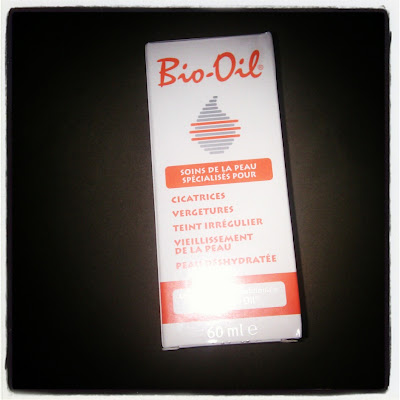 Bio-Oil®
SOINS DE LA PEAU
SPÉCIALISÉS POUR
CICATRICES
VERGETURES
TEINT IRRÉGULIER
VIEILLISSEMENT
DE LA PEAU
PEAU DÉSHYDRATÉE
60 ml e